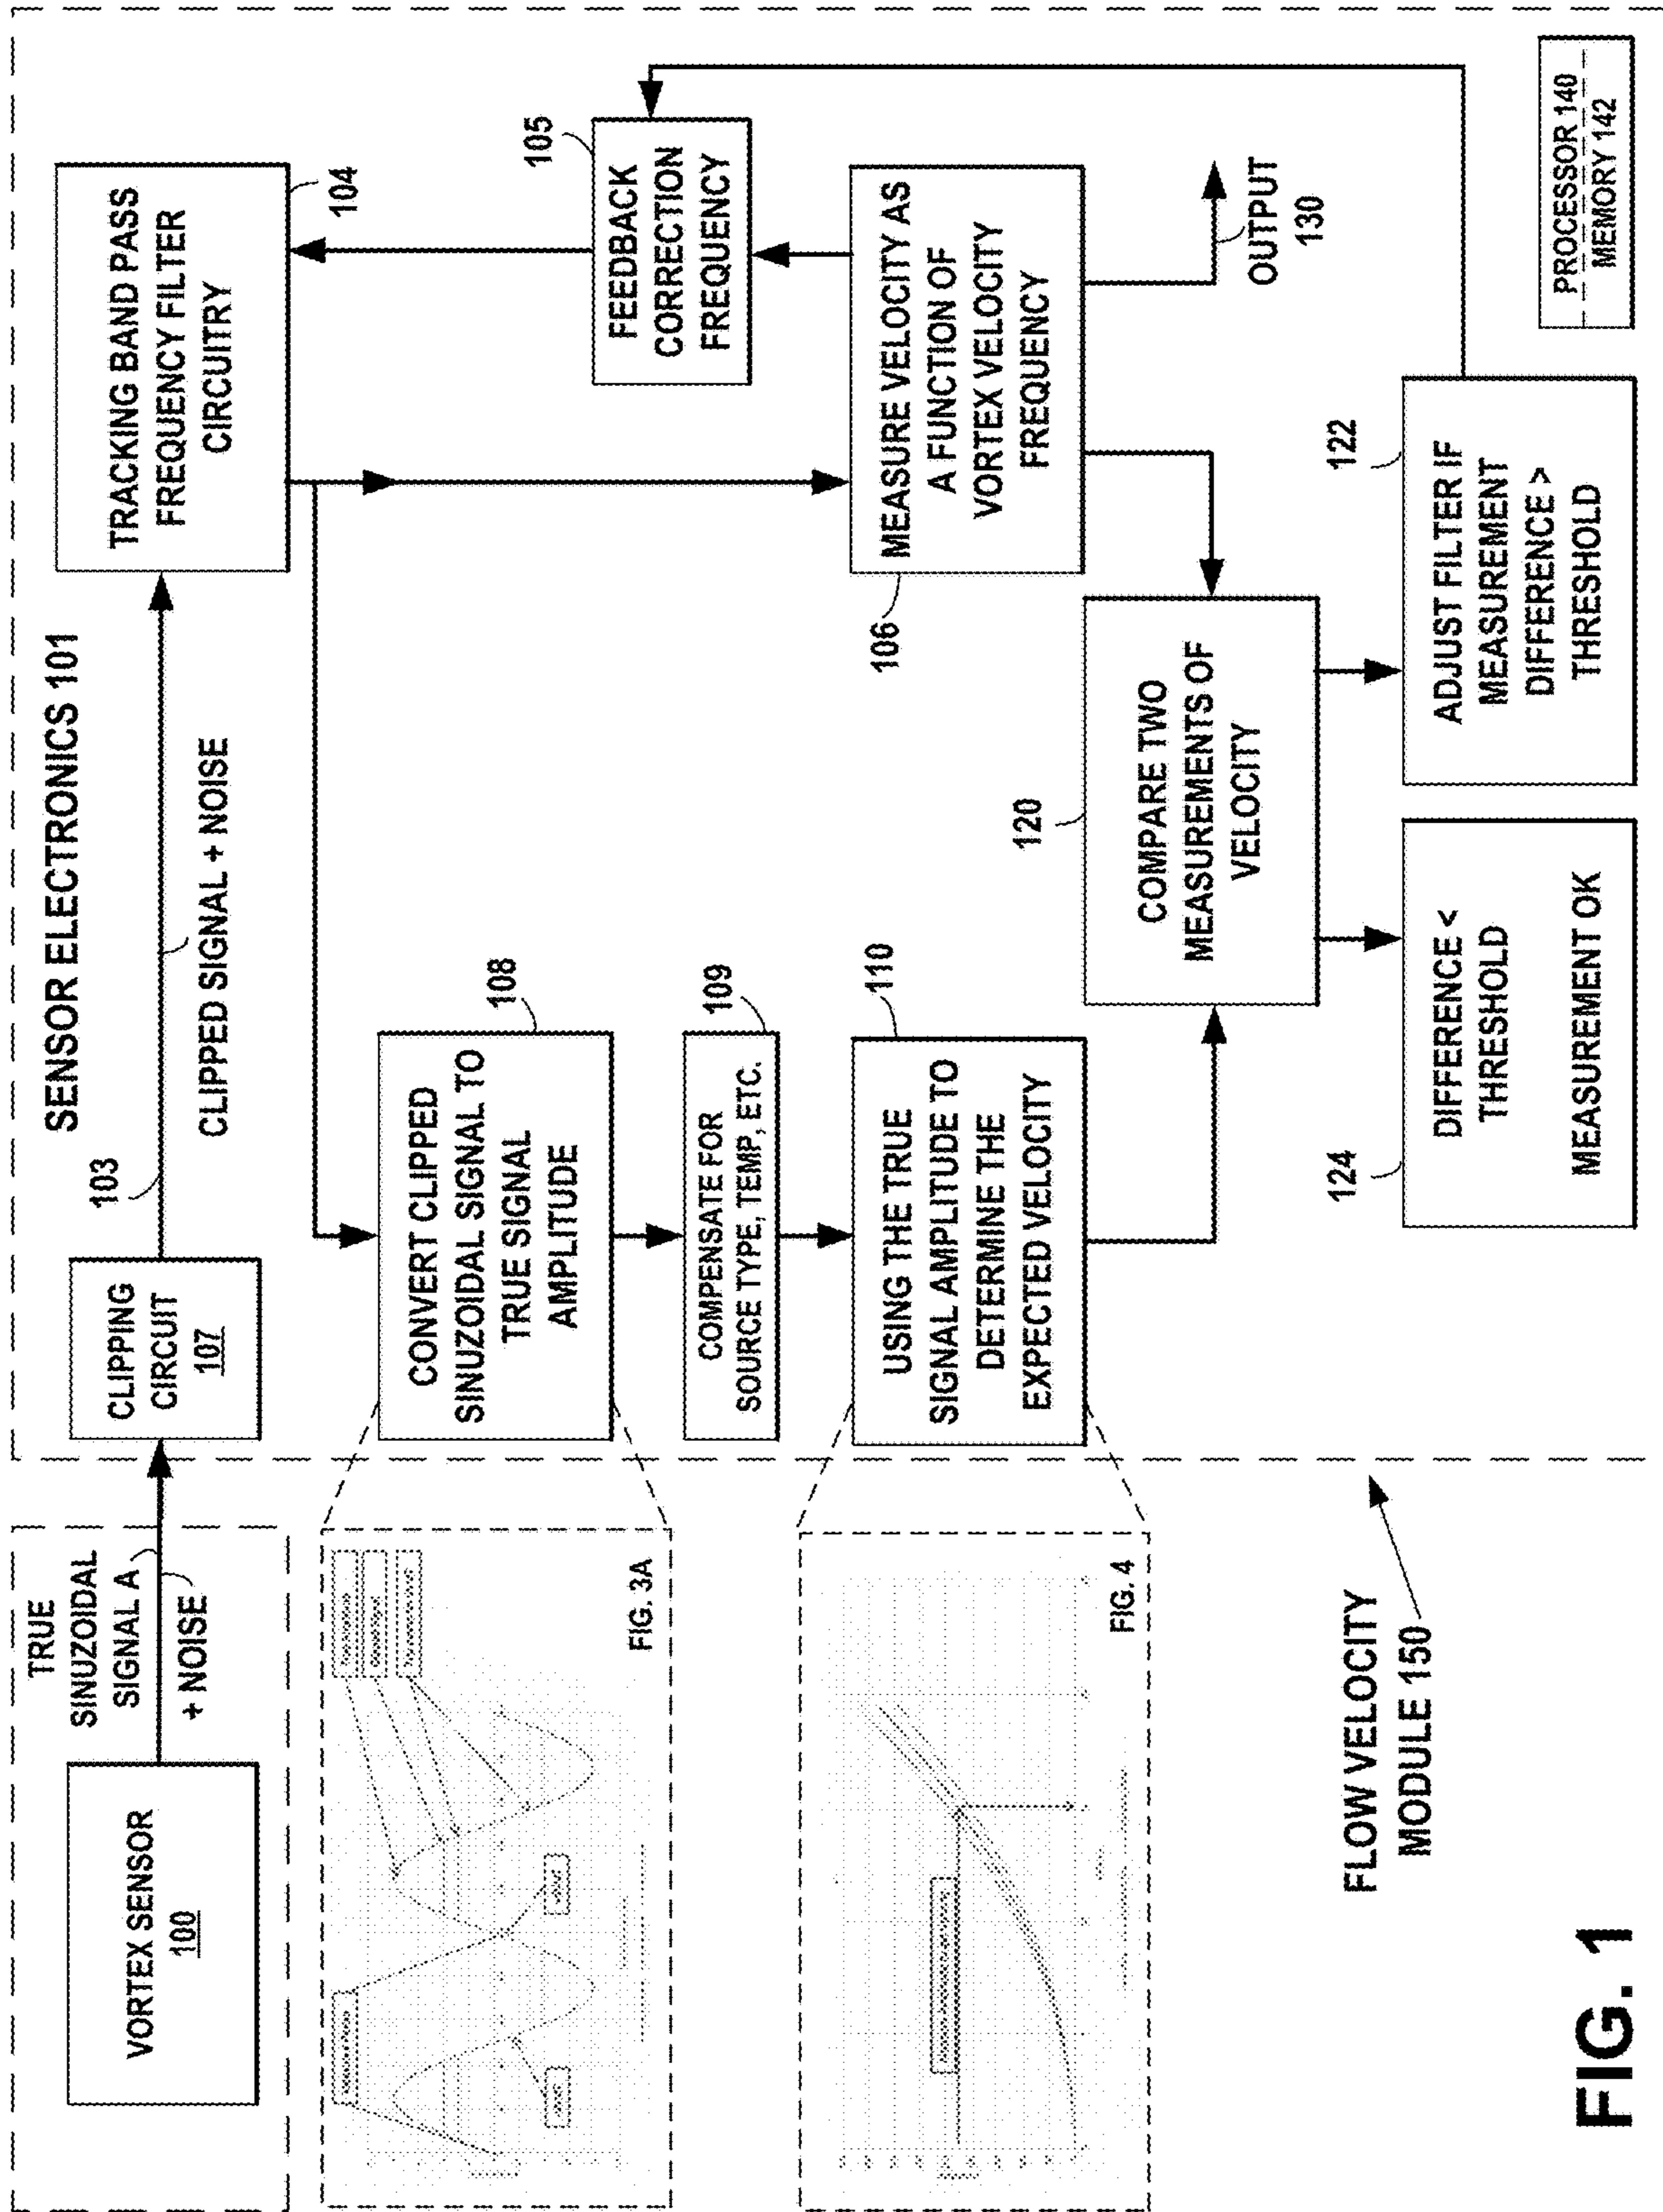 TRUE
SINUZOIDAL
SIGNAL A
+ NOISE
VORTEX SENSOR
100
SENSOR ELECTRONICS 101
CLIPPING
CIRCUIT
107
103
CLIPPED SIGNAL + NOISE
TRACKING BAND PASS
FREQUENCY FILTER
CIRCUITRY
104
FIG. 3A
CONVERT CLIPPED
SINUZOIDAL SIGNAL TO
TRUE SIGNAL
AMPLITUDE
108
105
FEEDBACK
CORRECTION
FREQUENCY
COMPENSATE FOR
SOURCE TYPE, TEMP, ETC.
109
FIG. 4
USING THE TRUE
SIGNAL AMPLITUDE TO
DETERMINE THE
EXPECTED VELOCITY
110
106
MEASURE VELOCITY AS
A FUNCTION OF
VORTEX VELOCITY
FREQUENCY
120
COMPARE TWO
MEASUREMENTS OF
VELOCITY
OUTPUT
130
FLOW VELOCITY
MODULE 150
124
DIFFERENCE <
THRESHOLD
MEASUREMENT OK
122
ADJUST FILTER IF
MEASUREMENT
DIFFERENCE >
THRESHOLD
PROCESSOR 140
MEMORY 142
FIG. 1